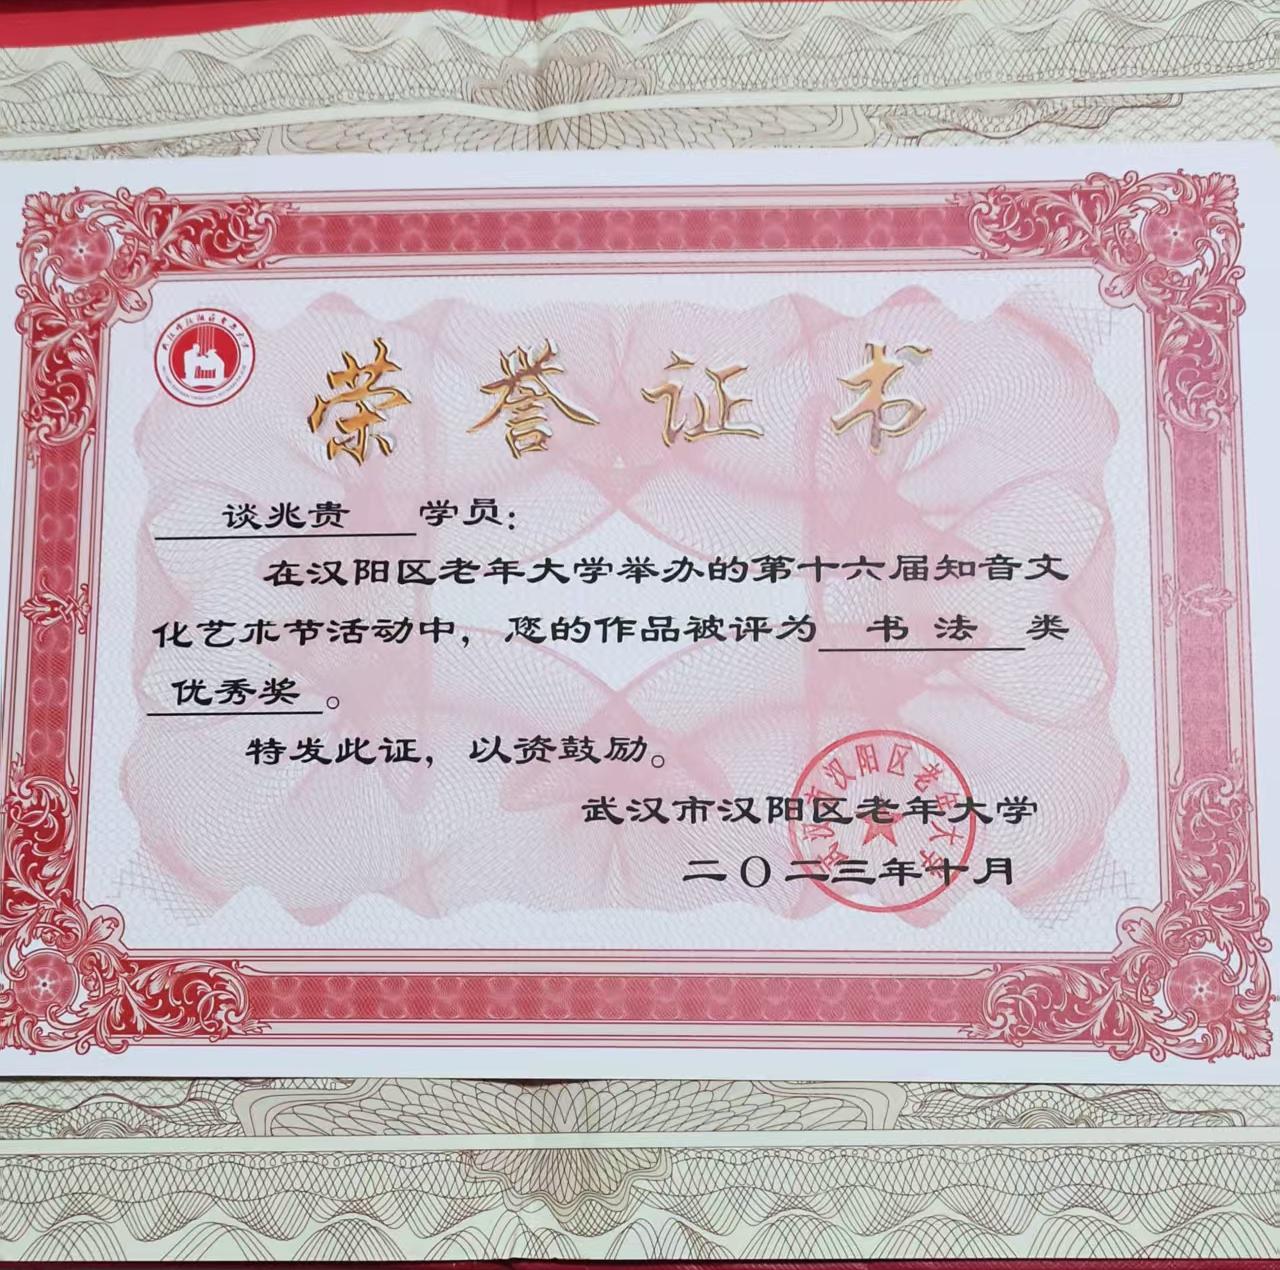 荣誉证书
谈兆贵 学员：
在汉阳区老年大学举办的第十六届知音文
化艺术节活动中，您的作品被评为 书法 类
优秀奖。
特发此证，以资鼓励。
武汉市汉阳区老年大学
二〇二三年十月